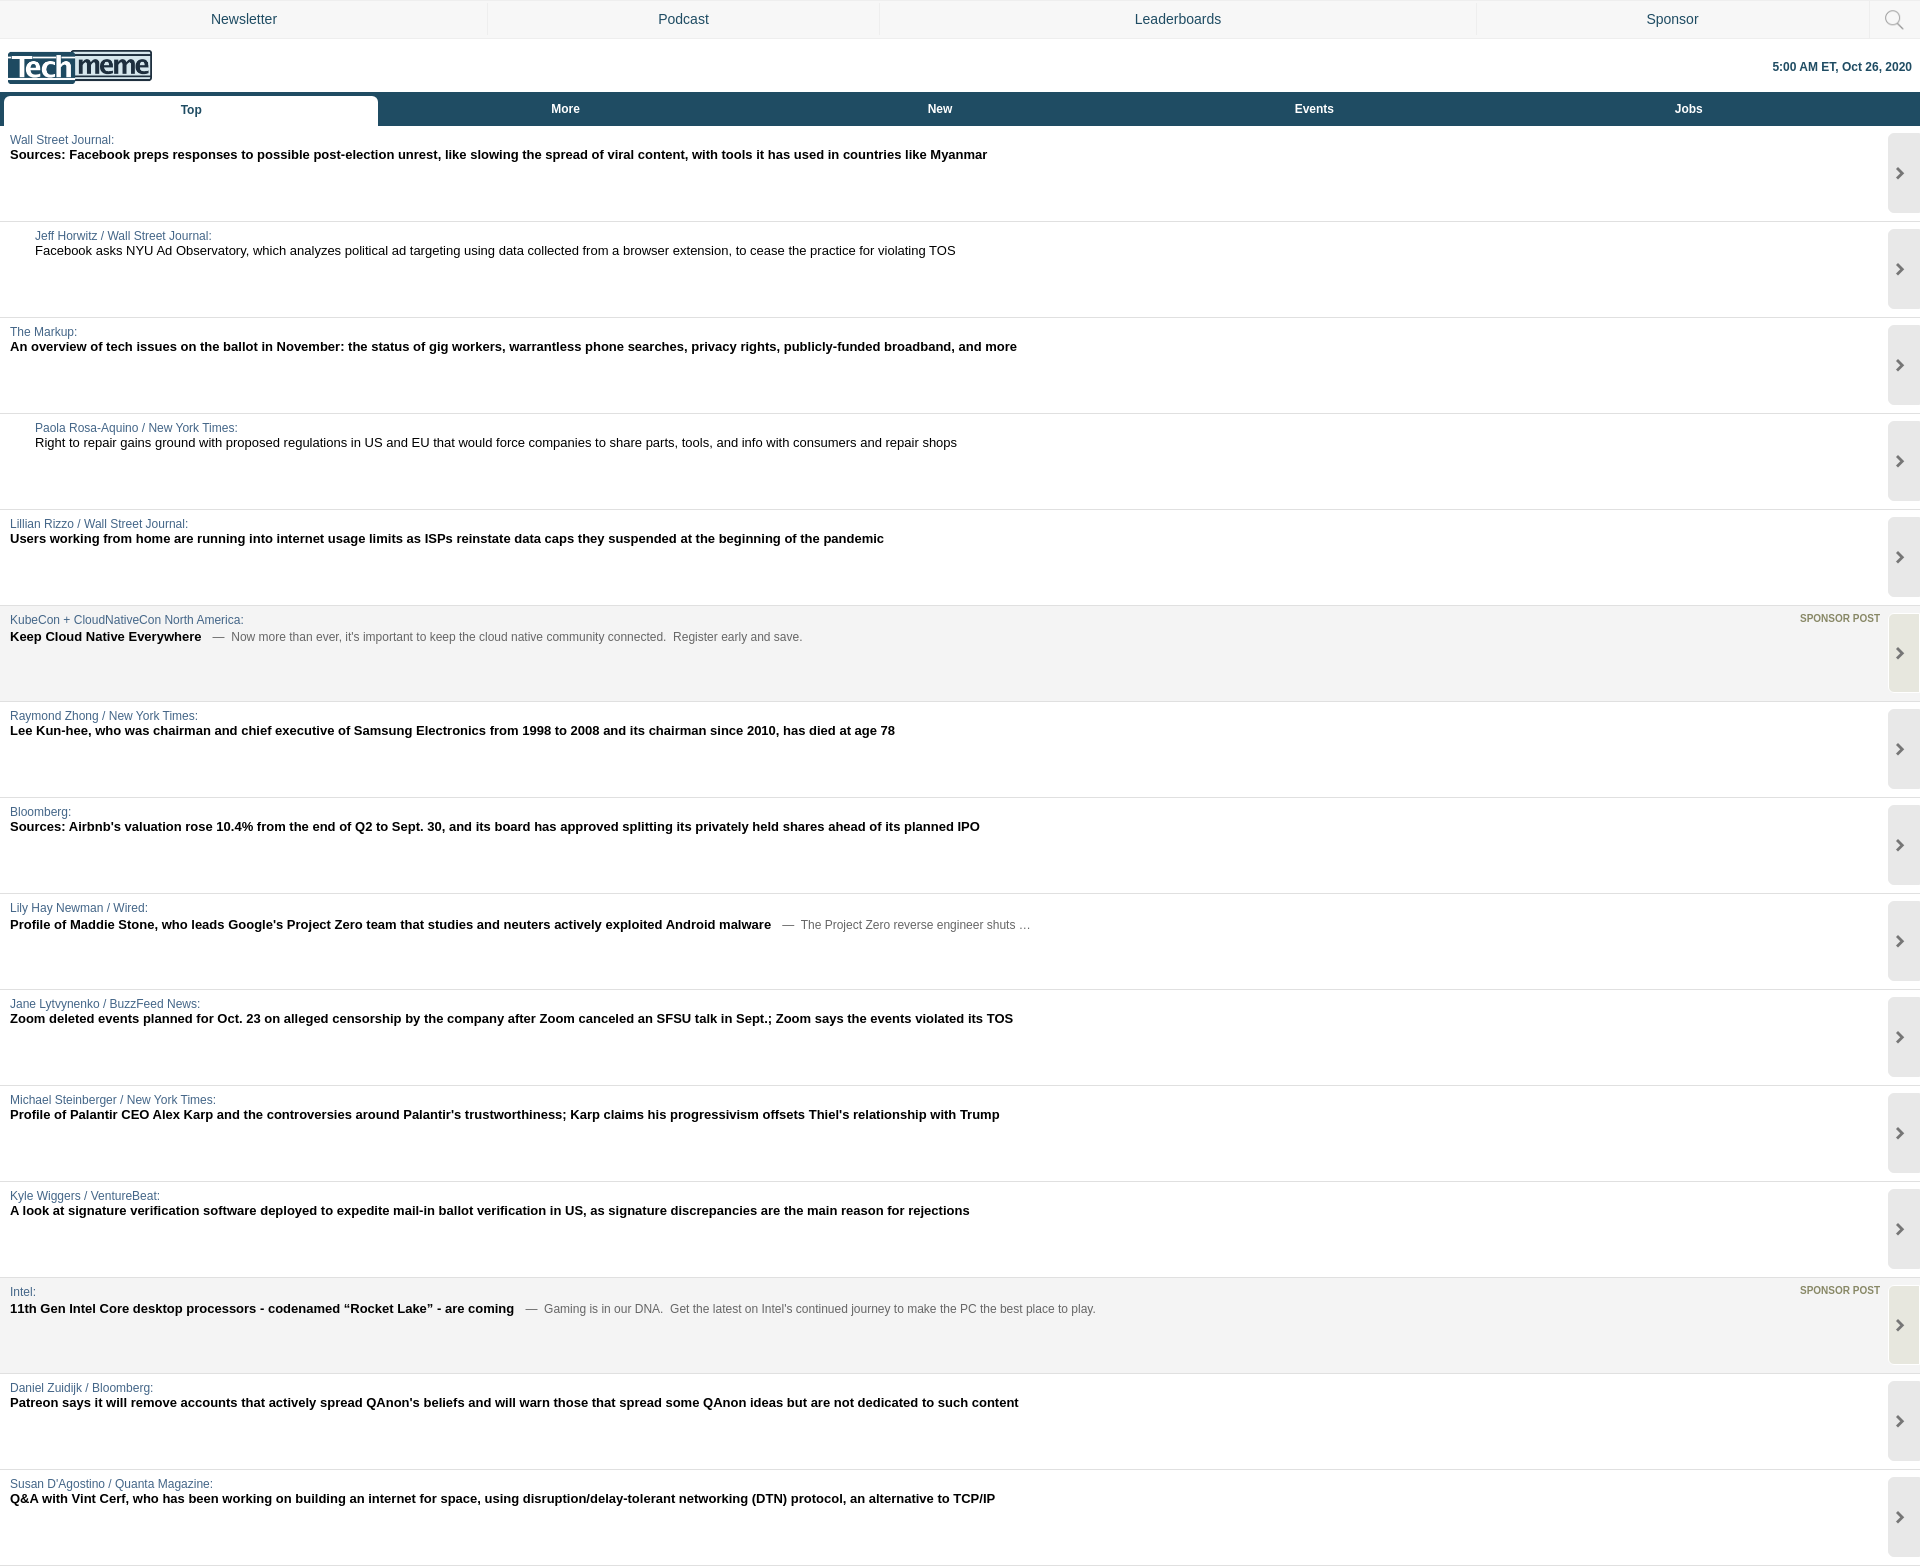 Newsletter
Podcast
Leaderboards
Sponsor
Techmeme
5:00 AM ET, Oct 26, 2020
Top
More
New
Events
Jobs
Wall Street Journal:
Sources: Facebook preps responses to possible post-election unrest, like slowing the spread of viral content, with tools it has used in countries like Myanmar
Jeff Horwitz / Wall Street Journal:
Facebook asks NYU Ad Observatory, which analyzes political ad targeting using data collected from a browser extension, to cease the practice for violating TOS
The Markup:
An overview of tech issues on the ballot in November: the status of gig workers, warrantless phone searches, privacy rights, publicly-funded broadband, and more
Paola Rosa-Aquino / New York Times:
Right to repair gains ground with proposed regulations in US and EU that would force companies to share parts, tools, and info with consumers and repair shops
Lillian Rizzo / Wall Street Journal:
Users working from home are running into internet usage limits as ISPs reinstate data caps they suspended at the beginning of the pandemic
KubeCon + CloudNativeCon North America:
SPONSOR POST
Keep Cloud Native Everywhere — Now more than ever, it's important to keep the cloud native community connected. Register early and save.
Raymond Zhong / New York Times:
Lee Kun-hee, who was chairman and chief executive of Samsung Electronics from 1998 to 2008 and its chairman since 2010, has died at age 78
Bloomberg:
Sources: Airbnb's valuation rose 10.4% from the end of Q2 to Sept. 30, and its board has approved splitting its privately held shares ahead of its planned IPO
Lily Hay Newman / Wired:
Profile of Maddie Stone, who leads Google's Project Zero team that studies and neuters actively exploited Android malware — The Project Zero reverse engineer shuts …
Jane Lytvynenko / BuzzFeed News:
Zoom deleted events planned for Oct. 23 on alleged censorship by the company after Zoom canceled an SFSU talk in Sept.; Zoom says the events violated its TOS
Michael Steinberger / New York Times:
Profile of Palantir CEO Alex Karp and the controversies around Palantir's trustworthiness; Karp claims his progressivism offsets Thiel's relationship with Trump
Kyle Wiggers / VentureBeat:
A look at signature verification software deployed to expedite mail-in ballot verification in US, as signature discrepancies are the main reason for rejections
Intel:
SPONSOR POST
11th Gen Intel Core desktop processors - codenamed “Rocket Lake” - are coming — Gaming is in our DNA. Get the latest on Intel's continued journey to make the PC the best place to play.
Daniel Zuidijk / Bloomberg:
Patreon says it will remove accounts that actively spread QAnon's beliefs and will warn those that spread some QAnon ideas but are not dedicated to such content
Susan D'Agostino / Quanta Magazine:
Q&A with Vint Cerf, who has been working on building an internet for space, using disruption/delay-tolerant networking (DTN) protocol, an alternative to TCP/IP